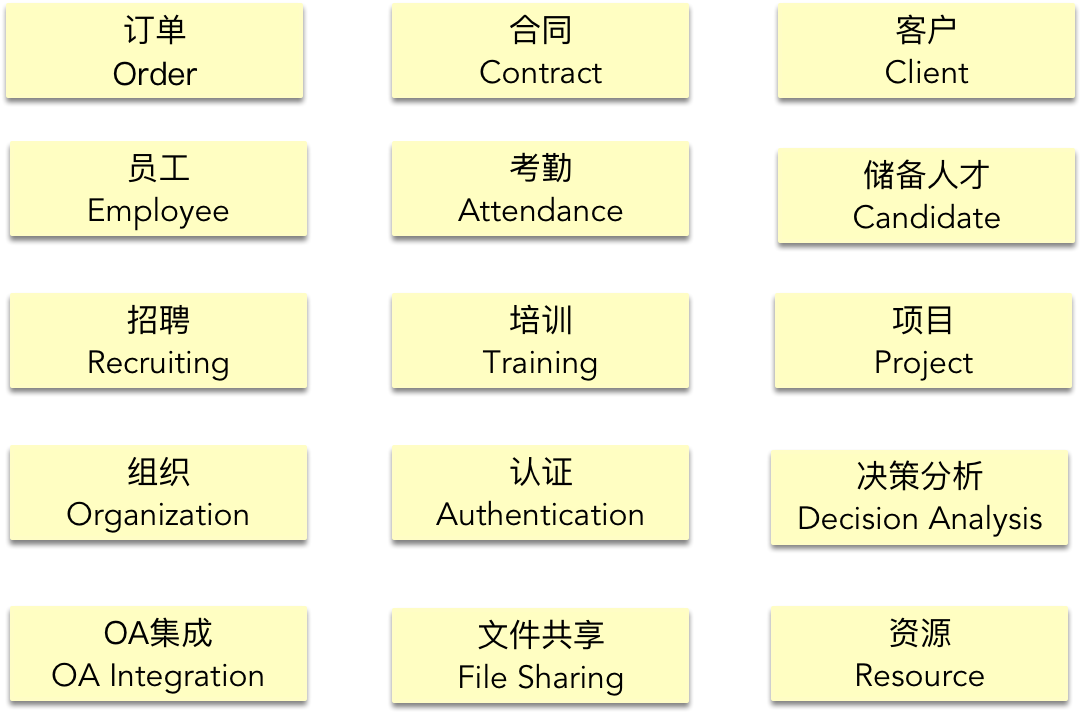 订单
Order
合同
Contract
客户
Client
员工
Employee
考勤
Attendance
储备人才
Candidate
招聘
Recruiting
培训
Training
项目
Project
组织
Organization
认证
Authentication
决策分析
Decision Analysis
OA集成
OA Integration
文件共享
File Sharing
资源
Resource